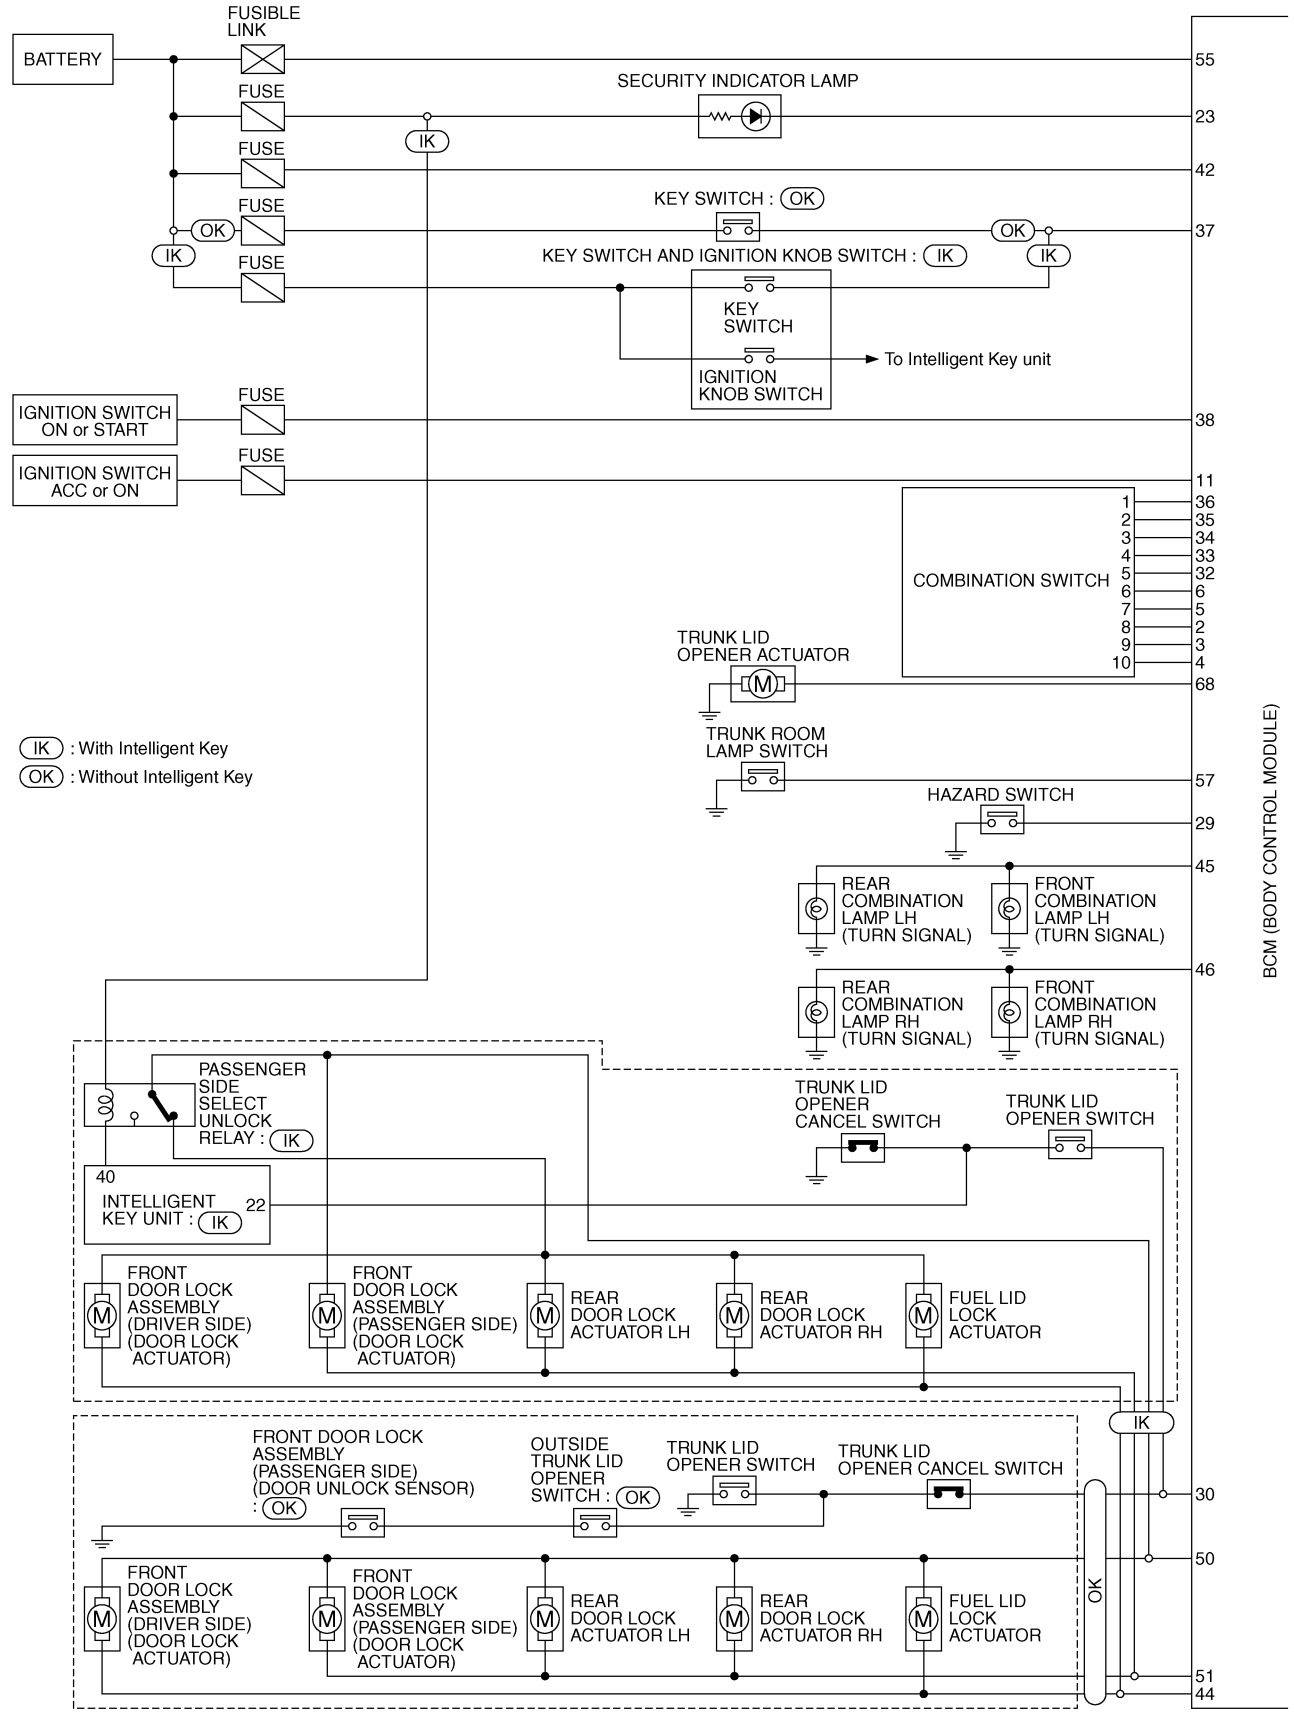 FUSIBLE
LINK
BATTERY
55
SECURITY INDICATOR LAMP
FUSE
23
IK
FUSE
42
KEY SWITCH : OK
FUSE
OK
OK
37
IK
KEY SWITCH AND IGNITION KNOB SWITCH : IK
IK
FUSE
KEY
SWITCH
To Intelligent Key unit
IGNITION
KNOB SWITCH
IGNITION SWITCH
ON or START
FUSE
38
IGNITION SWITCH
ACC or ON
FUSE
11
COMBINATION SWITCH
1 36
2 35
3 34
4 33
5 32
6 6
7 5
8 2
9 3
10 4
TRUNK LID
OPENER ACTUATOR
M
68
IK : With Intelligent Key
OK : Without Intelligent Key
TRUNK ROOM
LAMP SWITCH
57
HAZARD SWITCH
29
BCM (BODY CONTROL MODULE)
45
REAR
COMBINATION
LAMP LH
(TURN SIGNAL)
FRONT
COMBINATION
LAMP LH
(TURN SIGNAL)
46
REAR
COMBINATION
LAMP RH
(TURN SIGNAL)
FRONT
COMBINATION
LAMP RH
(TURN SIGNAL)
PASSENGER
SIDE
SELECT
UNLOCK
RELAY : IK
TRUNK LID
OPENER
CANCEL SWITCH
TRUNK LID
OPENER SWITCH
40
INTELLIGENT
KEY UNIT : IK
22
M
FRONT
DOOR LOCK
ASSEMBLY
(DRIVER SIDE)
(DOOR LOCK
ACTUATOR)
M
FRONT
DOOR LOCK
ASSEMBLY
(PASSENGER SIDE)
(DOOR LOCK
ACTUATOR)
M
REAR
DOOR LOCK
ACTUATOR LH
M
REAR
DOOR LOCK
ACTUATOR RH
M
FUEL LID
LOCK
ACTUATOR
IK
FRONT DOOR LOCK
ASSEMBLY
(PASSENGER SIDE)
(DOOR UNLOCK SENSOR)
: OK
OUTSIDE
TRUNK LID
OPENER
SWITCH : OK
TRUNK LID
OPENER SWITCH
TRUNK LID
OPENER CANCEL SWITCH
30
50
OK
M
FRONT
DOOR LOCK
ASSEMBLY
(DRIVER SIDE)
(DOOR LOCK
ACTUATOR)
M
FRONT
DOOR LOCK
ASSEMBLY
(PASSENGER SIDE)
(DOOR LOCK
ACTUATOR)
M
REAR
DOOR LOCK
ACTUATOR LH
M
REAR
DOOR LOCK
ACTUATOR RH
M
FUEL LID
LOCK
ACTUATOR
51
44